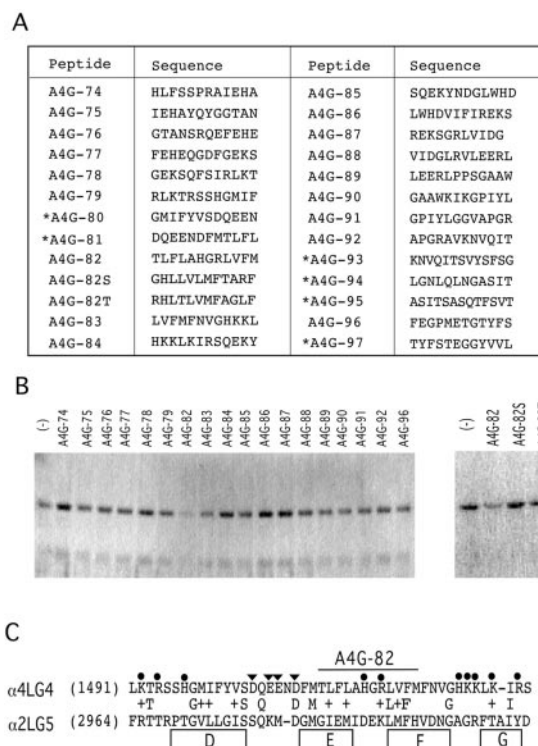 A
Peptide Sequence Peptide Sequence
A4G-74 HLFSSPRAIEHA A4G-85 SQEKYNDGLWHD
A4G-75 IEHAYQYGGTAN A4G-86 LWHDVIFIREKS
A4G-76 GTANSRQEFEHE A4G-87 REKSGRLVIDG
A4G-77 FEHEQGDFGEKS A4G-88 VIDGLRVLEERL
A4G-78 GEKSQFSIRLKT A4G-89 LEERLPPSGAAW
A4G-79 RLKTRSSHGMIF A4G-90 GAAWKIKGPIYL
*A4G-80 GMIFYVSDQEEN A4G-91 GPIYLGGVAPGR
*A4G-81 DQEENDFMTLFL A4G-92 APGRAVKNVQIT
A4G-82 TLFLAHGRLVFM *A4G-93 KNVQITSVYSFSG
A4G-82S GHLLVLMFTARF *A4G-94 LGNLQLNGASIT
A4G-82T RHLTLVMFAGLF *A4G-95 ASITSASQTFSVT
A4G-83 LVFMFNVGHKKL A4G-96 FEGPMETGTYFS
A4G-84 HKKLKIRSQEKY *A4G-97 TYFSTEGGYVVL
B
(-) A4G-74 A4G-75 A4G-76 A4G-77 A4G-78 A4G-79 A4G-82 A4G-83 A4G-84 A4G-85 A4G-86 A4G-87 A4G-88 A4G-89 A4G-90 A4G-91 A4G-92 A4G-96 (-) A4G-82 A4G-82S
C
A4G-82
α4LG4 (1491) LKTRSSHGMIFYVSDQEENDFMTLFLAHGRLVFMFNVGHKKLK-IRS
+T G++ +S Q D M + + +L+F G + I
α2LG5 (2964) FRTTRPTGVLLGISSQKM-DGMGIEMIDEKLMFHVDNGAGRFTAIYD
D E F G